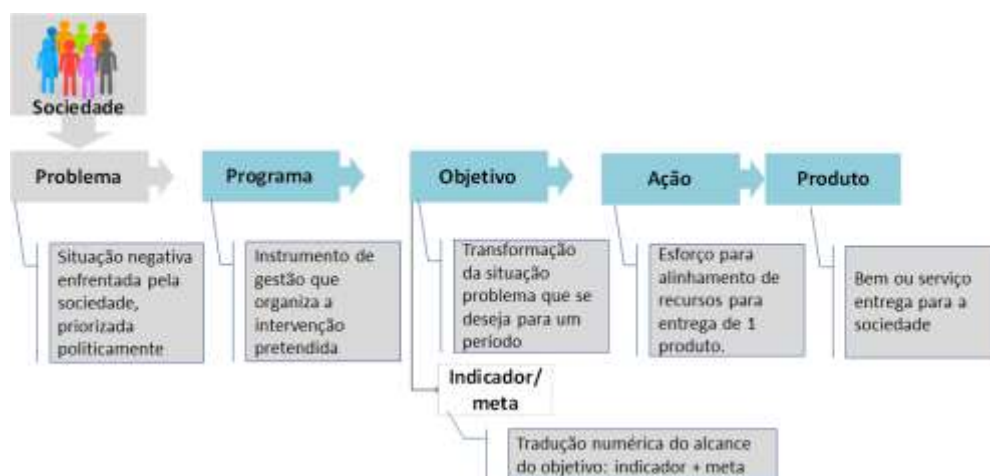 Sociedade
Problema
Programa
Objetivo
Ação
Produto
Situação negativa
enfrentada pela
sociedade,
priorizada
politicamente
Instrumento de
gestão que
organiza a
intervenção
pretendida
Transformação
da situação
problema que se
deseja para um
período
Esforço para
alinhamento de
recursos para
entrega de 1
produto.
Bem ou serviço
entrega para a
sociedade
Indicador/
meta
Tradução numérica do alcance
do objetivo: indicador + meta